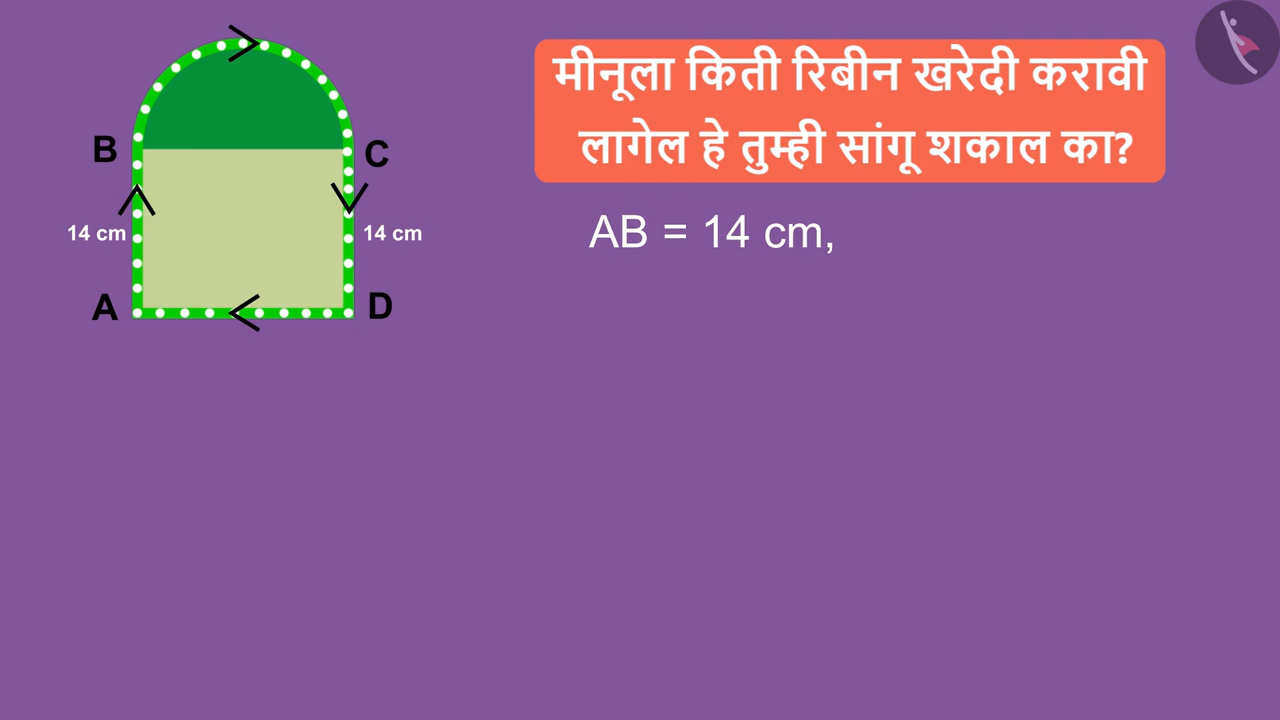 मीनूला किती रिबीन खरेदी करावी
लागेल हे तुम्ही सांगू शकाल का?
AB = 14 cm,
B
C
14 cm
14 cm
A
D